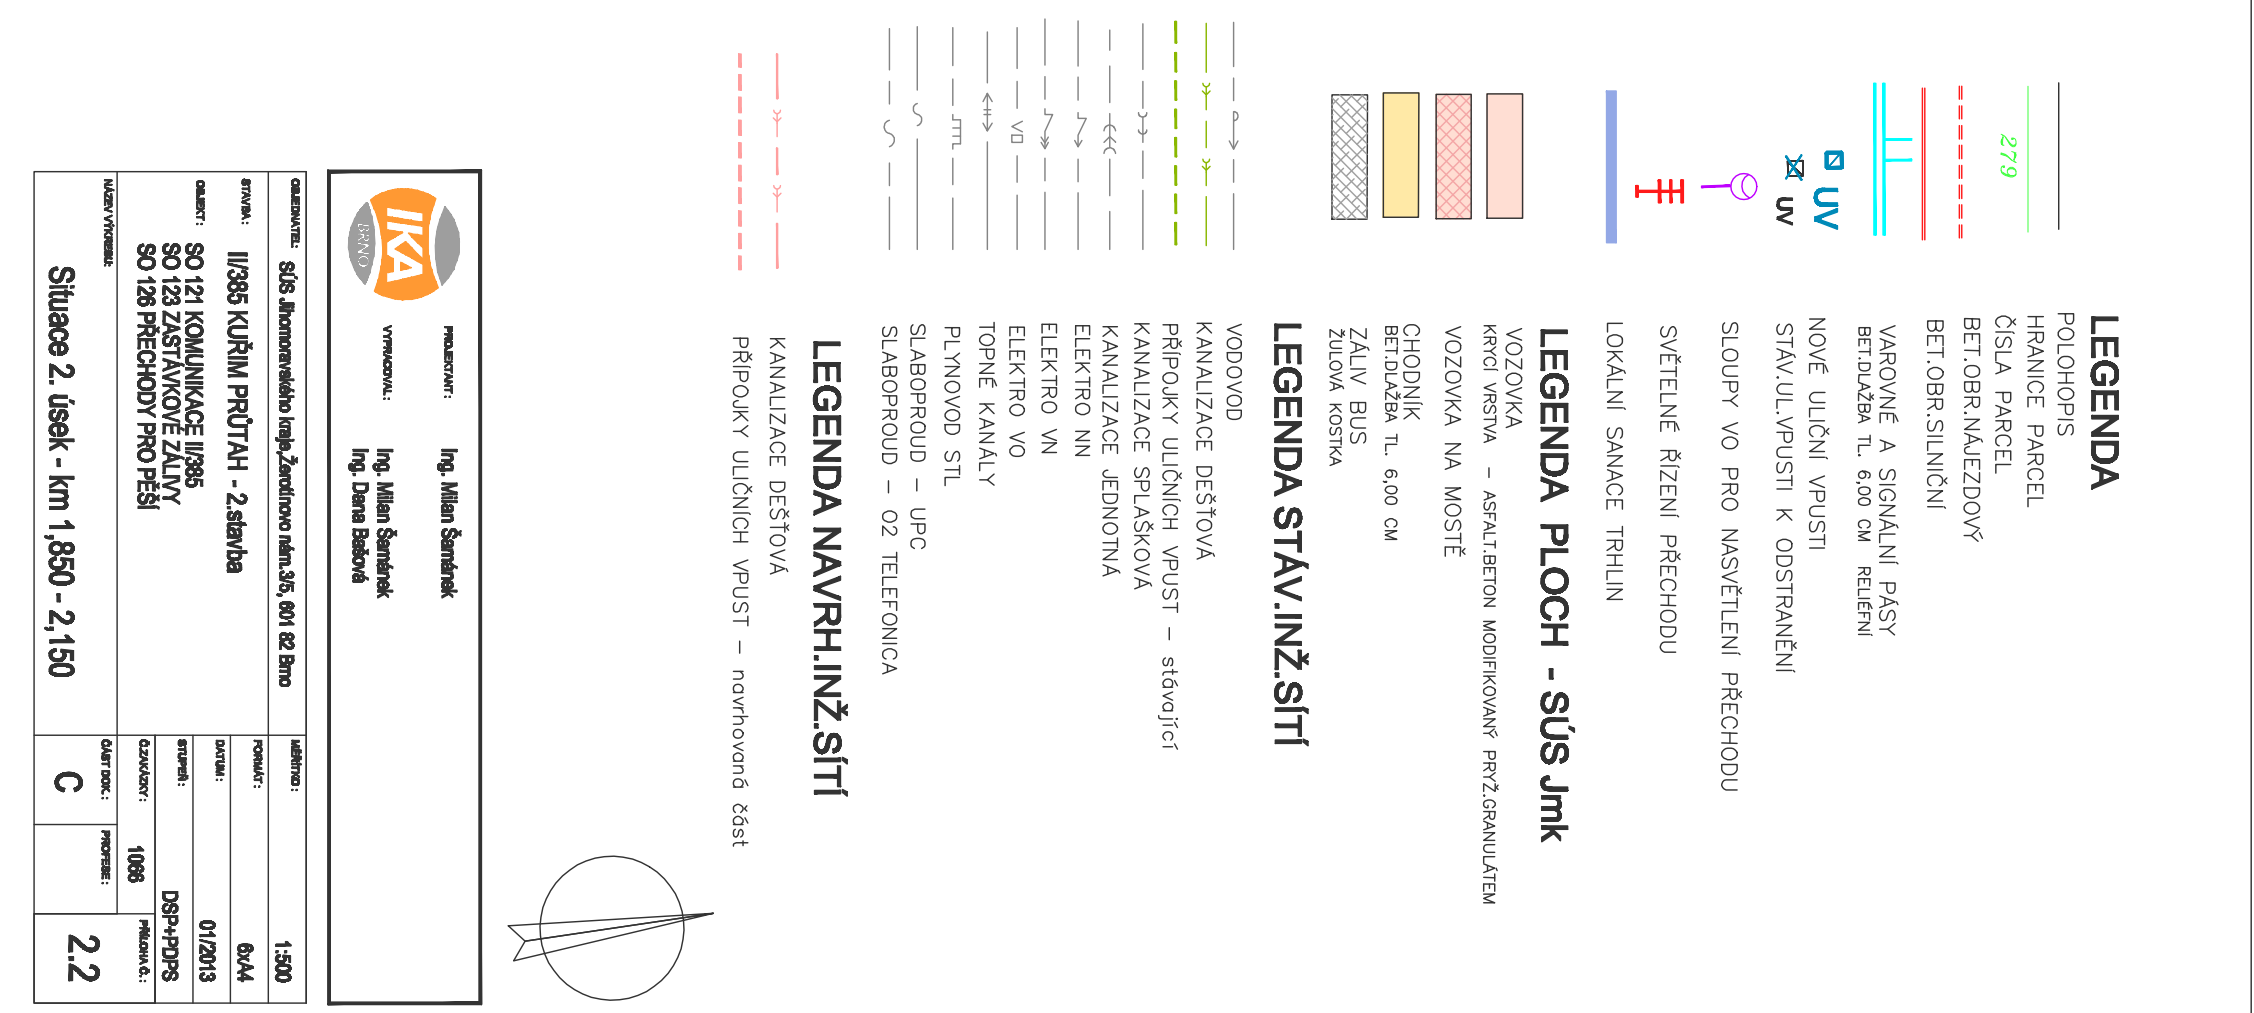 LEGENDA
POLOHOPIS
HRANICE PARCEL
279
ČÍSLA PARCEL
BET.OBR.NÁJEZDOVÝ
BET.OBR.SILNIČNÍ
VAROVNÉ A SIGNÁLNÍ PÁSY
BET.DLAŽBA TL. 6,00 CM RELIÉFNÍ
UV
NOVÉ ULIČNÍ VPUSTI
UV
STÁV.UL.VPUSTI K ODSTRANĚNÍ
SLOUPY VO PRO NASVĚTLENÍ PŘECHODU
SVĚTELNÉ ŘÍZENÍ PŘECHODU
LOKÁLNÍ SANACE TRHLIN
LEGENDA PLOCH - SÚS Jmk
VOZOVKA
KRYCÍ VRSTVA – ASFALT.BETON MODIFIKOVANÝ PRYŽ.GRANULÁTEM
VOZOVKA NA MOSTĚ
CHODNÍK
BET.DLAŽBA TL. 6,00 CM
ZÁLIV BUS
ŽULOVÁ KOSTKA
LEGENDA STÁV.INŽ.SÍTÍ
VODOVOD
KANALIZACE DEŠŤOVÁ
PŘÍPOJKY ULIČNÍCH VPUST – stávající
KANALIZACE SPLAŠKOVÁ
KANALIZACE JEDNOTNÁ
ELEKTRO NN
ELEKTRO VN
VO
ELEKTRO VO
TOPNÉ KANÁLY
PLYNOVOD STL
SLABOPROUD – UPC
SLABOPROUD – O2 TELEFONICA
LEGENDA NAVRH.INŽ.SÍTÍ
KANALIZACE DEŠŤOVÁ
PŘÍPOJKY ULIČNÍCH VPUST – navrhovaná část
IKA
BRNO
PROJEKTANT : Ing. Milan Šamánek
VYPRACOVAL : Ing. Milan Šamánek
Ing. Dana Bašová
OBJEDNATEL: SÚS Jihomoravského kraje,Žerotínovo nám.3/5, 601 82 Brno
STAVBA : II/385 KUŘIM PRŮTAH - 2.stavba
OBJEKT : SO 121 KOMUNIKACE II/385
SO 123 ZASTÁVKOVÉ ZÁLIVY
SO 126 PŘECHODY PRO PĚŠÍ
NÁZEV VÝKRESU:
Situace 2. úsek - km 1,850 - 2,150
MĚŘÍTKO : 1:500
FORMÁT : 6xA4
DATUM : 01/2013
STUPEŇ : DSP+PDPS
Č.ZAKÁZKY : 1066
ČÁST DOK. : C
PROFESE :
PŘÍLOHA Č. : 2.2